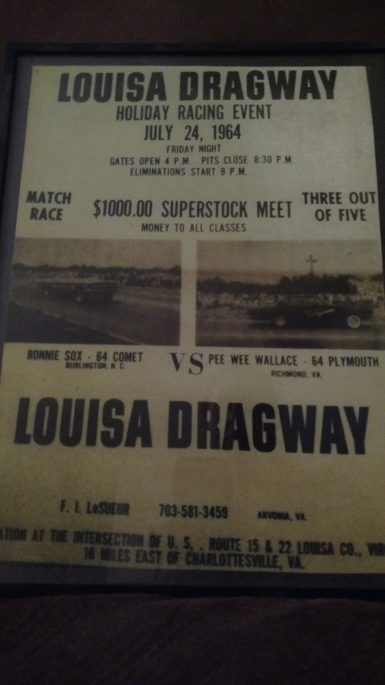 LOUISA DRAGWAY
HOLIDAY RACING EVENT
JULY 24, 1964
FRIDAY NIGHT
GATES OPEN 4 P.M. PITS CLOSE 8:30 P.M.
ELIMINATIONS START 9 P.M.
MATCH RACE
$1000.00 SUPERSTOCK MEET
THREE OUT OF FIVE
MONEY TO ALL CLASSES
RONNIE SOX - 64 COMET
BURLINGTON, N. C
VS
PEE WEE WALLACE - 64 PLYMOUTH
RICHMOND, VA.
LOUISA DRAGWAY
F. I. LeSUEUR 703-581-3459 ARVONIA, VA.
ATION AT THE INTERSECTION OF U. S, . ROUTE 15 & 22 LOUISA CO., VIR
16 MILES EAST OF CHARLOTTESVILLE, VA.